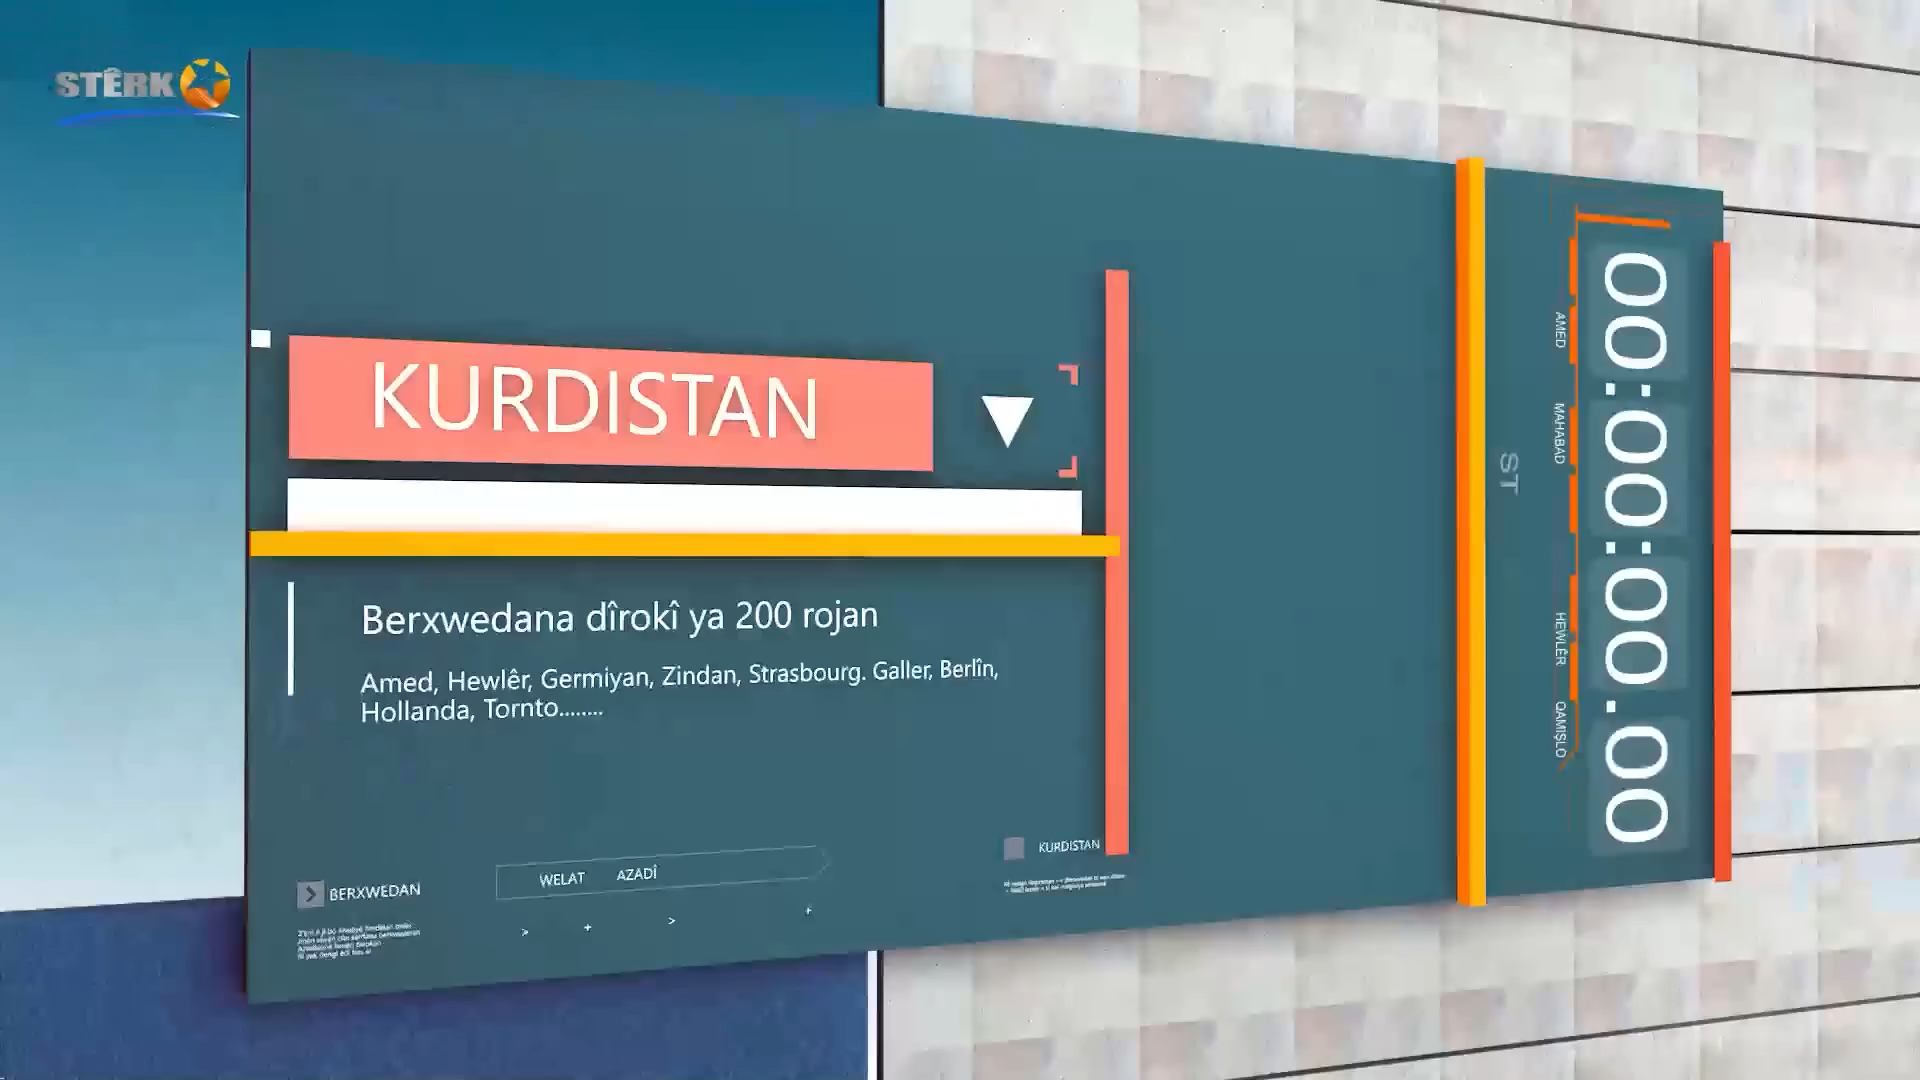 STÊRK
KURDISTAN
Berxwedana dîrokî ya 200 rojan
Amed, Hewlêr, Germiyan, Zindan, Strasbourg. Galler, Berlîn,
Hollanda, Tornto........
BERXWEDAN
WELAT AZADÎ
> + > +
KURDISTAN
ST
AMED
MAHABAD
HEWLÊR
QAMIŞLO
00:00:00.00